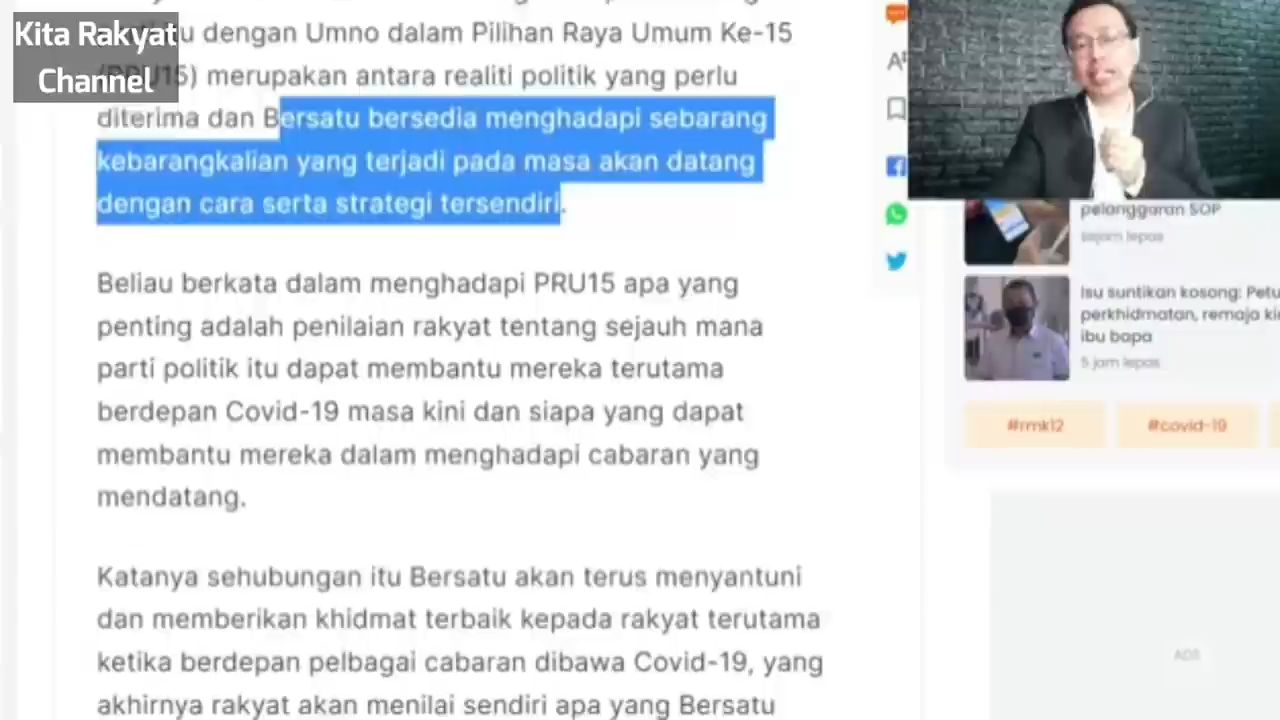 Kita Rakyat
Channel
dengan Umno dalam Pilihan Raya Umum Ke-15
(PRU15) merupakan antara realiti politik yang perlu
diterima dan Bersatu bersedia menghadapi sebarang
kebarangkalian yang terjadi pada masa akan datang
dengan cara serta strategi tersendiri.
Beliau berkata dalam menghadapi PRU15 apa yang
penting adalah penilaian rakyat tentang sejauh mana
parti politik itu dapat membantu mereka terutama
berdepan Covid-19 masa kini dan siapa yang dapat
membantu mereka dalam menghadapi cabaran yang
mendatang.
Katanya sehubungan itu Bersatu akan terus menyantuni
dan memberikan khidmat terbaik kepada rakyat terutama
ketika berdepan pelbagai cabaran dibawa Covid-19, yang
akhirnya rakyat akan menilai sendiri apa yang Bersatu
pelanggaran SOP
sejam lepas
Isu suntikan kosong: Petu
perkhidmatan, remaja ki
ibu bapa
5 jam lepas
#rmk12
#covid-19
ADS